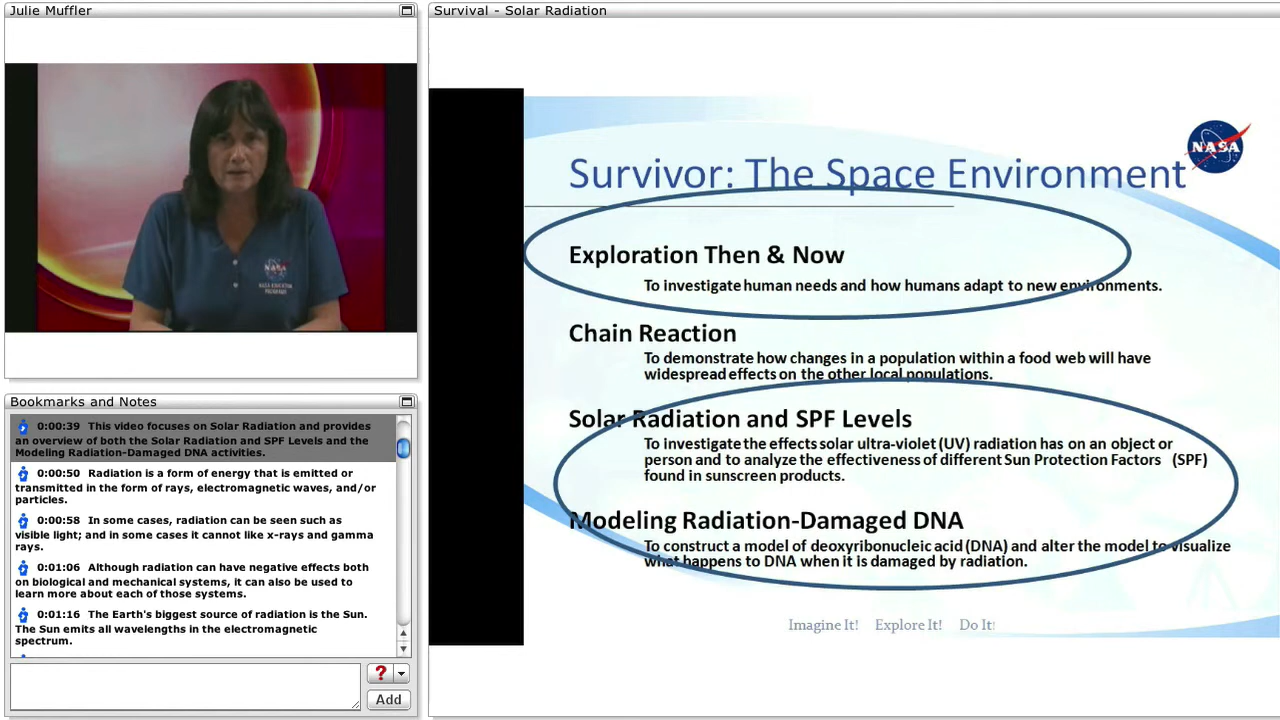 Julie Muffler
NASA
Bookmarks and Notes
0:00:39 This video focuses on Solar Radiation and provides
an overview of both the Solar Radiation and SPF Levels and the
Modeling Radiation-Damaged DNA activities.
0:00:50 Radiation is a form of energy that is emitted or
transmitted in the form of rays, electromagnetic waves, and/or
particles.
0:00:58 In some cases, radiation can be seen such as
visible light; and in some cases it cannot like x-rays and gamma
rays.
0:01:06 Although radiation can have negative effects both
on biological and mechanical systems, it can also be used to
learn more about each of those systems.
0:01:16 The Earth's biggest source of radiation is the Sun.
The Sun emits all wavelengths in the electromagnetic
spectrum.
?
Add
Survival - Solar Radiation
NASA
Survivor: The Space Environment
Exploration Then & Now
To investigate human needs and how humans adapt to new environments.
Chain Reaction
To demonstrate how changes in a population within a food web will have
widespread effects on the other local populations.
Solar Radiation and SPF Levels
To investigate the effects solar ultra-violet (UV) radiation has on an object or
person and to analyze the effectiveness of different Sun Protection Factors (SPF)
found in sunscreen products.
Modeling Radiation-Damaged DNA
To construct a model of deoxyribonucleic acid (DNA) and alter the model to visualize
what happens to DNA when it is damaged by radiation.
Imagine It! Explore It! Do It!